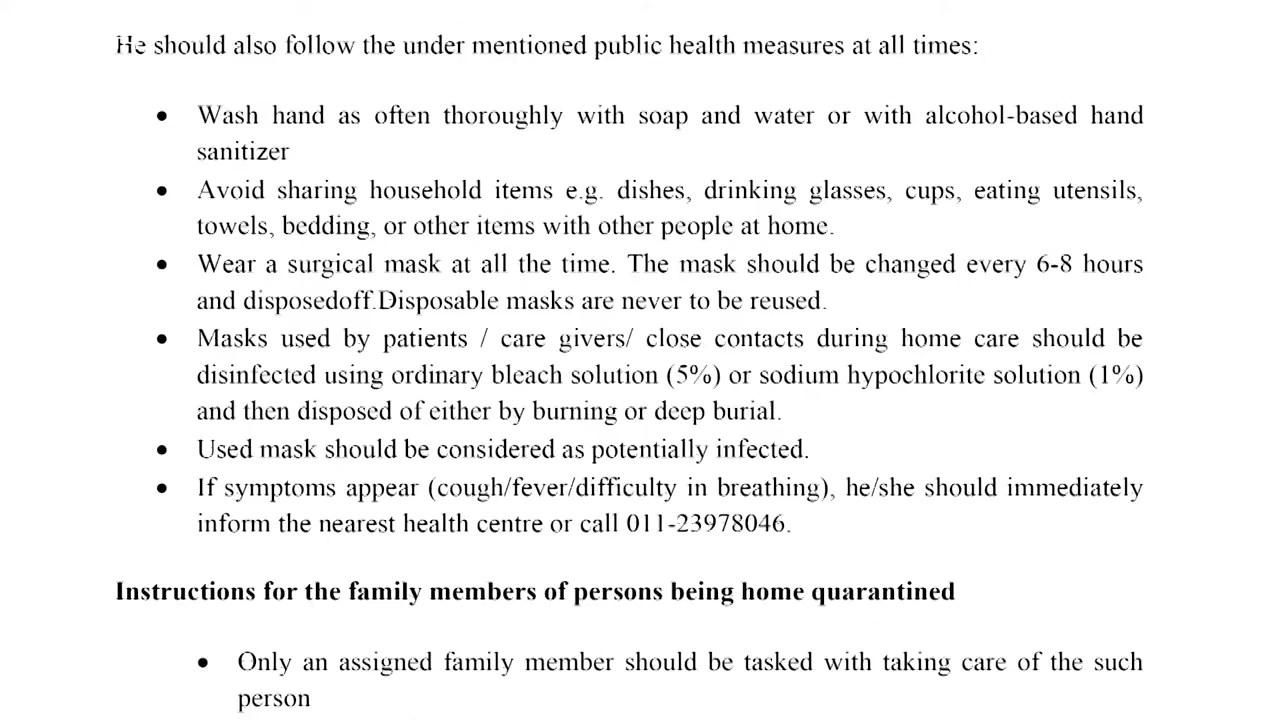 He should also follow the under mentioned public health measures at all times:
• Wash hand as often thoroughly with soap and water or with alcohol-based hand
sanitizer
• Avoid sharing household items e.g. dishes, drinking glasses, cups, eating utensils,
towels, bedding, or other items with other people at home.
• Wear a surgical mask at all the time. The mask should be changed every 6-8 hours
and disposedoff.Disposable masks are never to be reused.
• Masks used by patients / care givers/ close contacts during home care should be
disinfected using ordinary bleach solution (5%) or sodium hypochlorite solution (1%)
and then disposed of either by burning or deep burial.
• Used mask should be considered as potentially infected.
• If symptoms appear (cough/fever/difficulty in breathing), he/she should immediately
inform the nearest health centre or call 011-23978046.
Instructions for the family members of persons being home quarantined
• Only an assigned family member should be tasked with taking care of the such
person